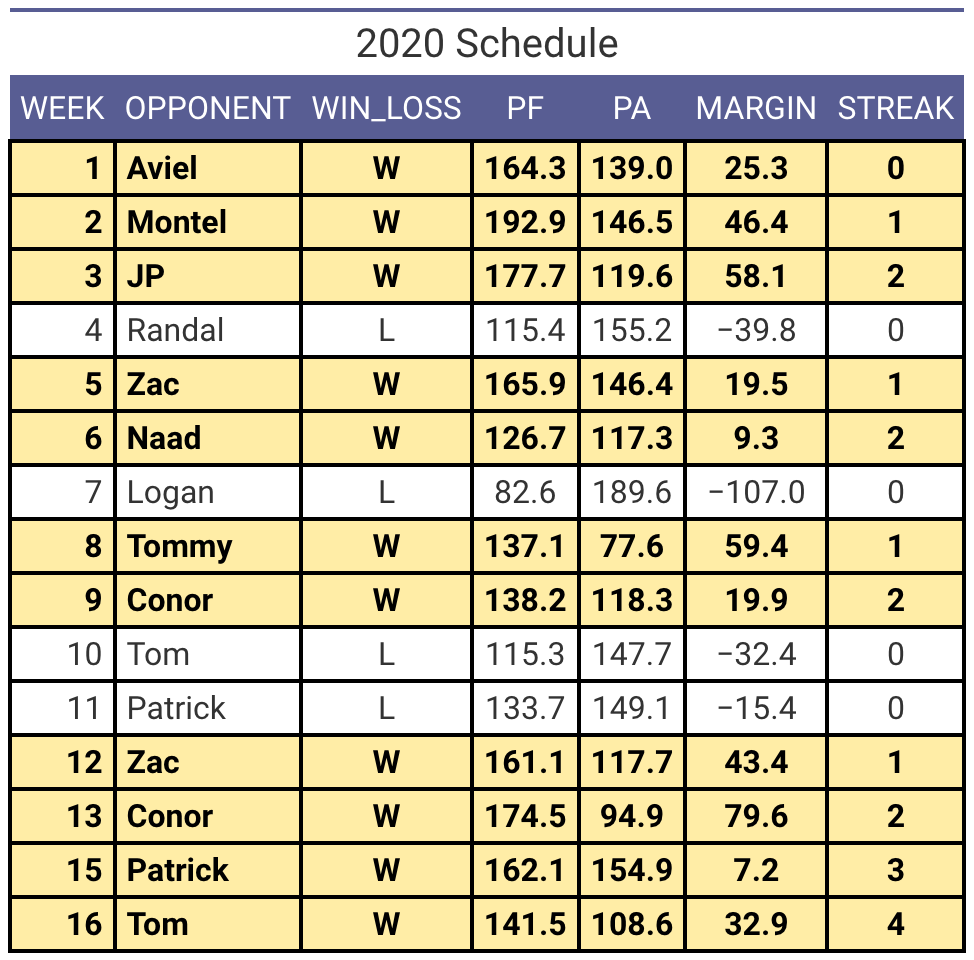 2020 Schedule
WEEK OPPONENT WIN_LOSS PF PA MARGIN STREAK
1 Aviel W 164.3 139.0 25.3 0
2 Montel W 192.9 146.5 46.4 1
3 JP W 177.7 119.6 58.1 2
4 Randal L 115.4 155.2 −39.8 0
5 Zac W 165.9 146.4 19.5 1
6 Naad W 126.7 117.3 9.3 2
7 Logan L 82.6 189.6 −107.0 0
8 Tommy W 137.1 77.6 59.4 1
9 Conor W 138.2 118.3 19.9 2
10 Tom L 115.3 147.7 −32.4 0
11 Patrick L 133.7 149.1 −15.4 0
12 Zac W 161.1 117.7 43.4 1
13 Conor W 174.5 94.9 79.6 2
15 Patrick W 162.1 154.9 7.2 3
16 Tom W 141.5 108.6 32.9 4